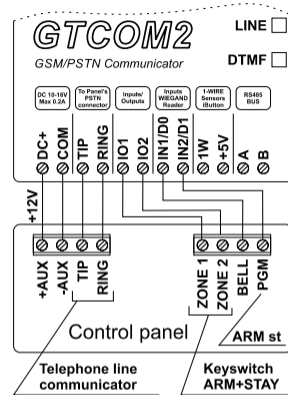 GTCOM2
GSM/PSTN Communicator
LINE
DTMF
DC 10-16V
Max 0.2A
To Panel's
PSTN
connector
Inputs/
Outputs
Inputs
WIEGAND
Reader
1-WIRE
Sensors
iButton
RS485
BUS
DC+
COM
TIP
RING
IO1
IO2
IN1/D0
IN2/D1
1W
+5V
A
B
+12V
+AUX
-AUX
TIP
RING
ZONE 1
ZONE 2
BELL
PGM
Control panel
ARM st
Telephone line
communicator
Keyswitch
ARM+STAY